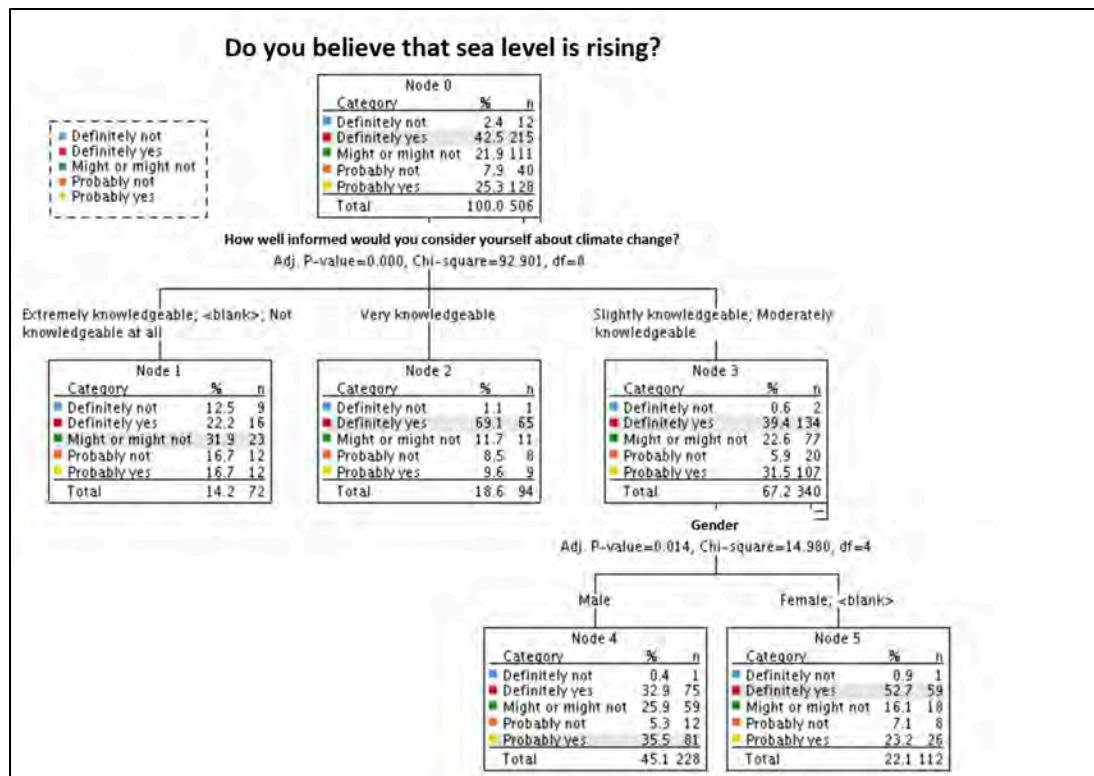 Do you believe that sea level is rising?
Node 0
Category % n
Definitely not 2.4 12
Definitely yes 42.5 215
Might or might not 21.9 111
Probably not 7.9 40
Probably yes 25.3 128
Total 100.0 506
Definitely not
Definitely yes
Might or might not
Probably not
Probably yes
How well informed would you consider yourself about climate change?
Adj. P-value=0.000, Chi-square=92.901, df=8
Extremely knowledgeable; <blank>; Not
knowledgeable at all
Very knowledgeable
Slightly knowledgeable; Moderately
knowledgeable
Node 1
Category % n
Definitely not 12.5 9
Definitely yes 22.2 16
Might or might not 31.9 23
Probably not 16.7 12
Probably yes 16.7 12
Total 14.2 72
Node 2
Category % n
Definitely not 1.1 1
Definitely yes 69.1 65
Might or might not 11.7 11
Probably not 8.5 8
Probably yes 9.6 9
Total 18.6 94
Node 3
Category % n
Definitely not 0.6 2
Definitely yes 39.4 134
Might or might not 22.6 77
Probably not 5.9 20
Probably yes 31.5 107
Total 67.2 340
Gender
Adj. P-value=0.014, Chi-square=14.980, df=4
Male
Female; <blank>
Node 4
Category % n
Definitely not 0.4 1
Definitely yes 32.9 75
Might or might not 25.9 59
Probably not 5.3 12
Probably yes 35.5 81
Total 45.1 228
Node 5
Category % n
Definitely not 0.9 1
Definitely yes 52.7 59
Might or might not 16.1 18
Probably not 7.1 8
Probably yes 23.2 26
Total 22.1 112